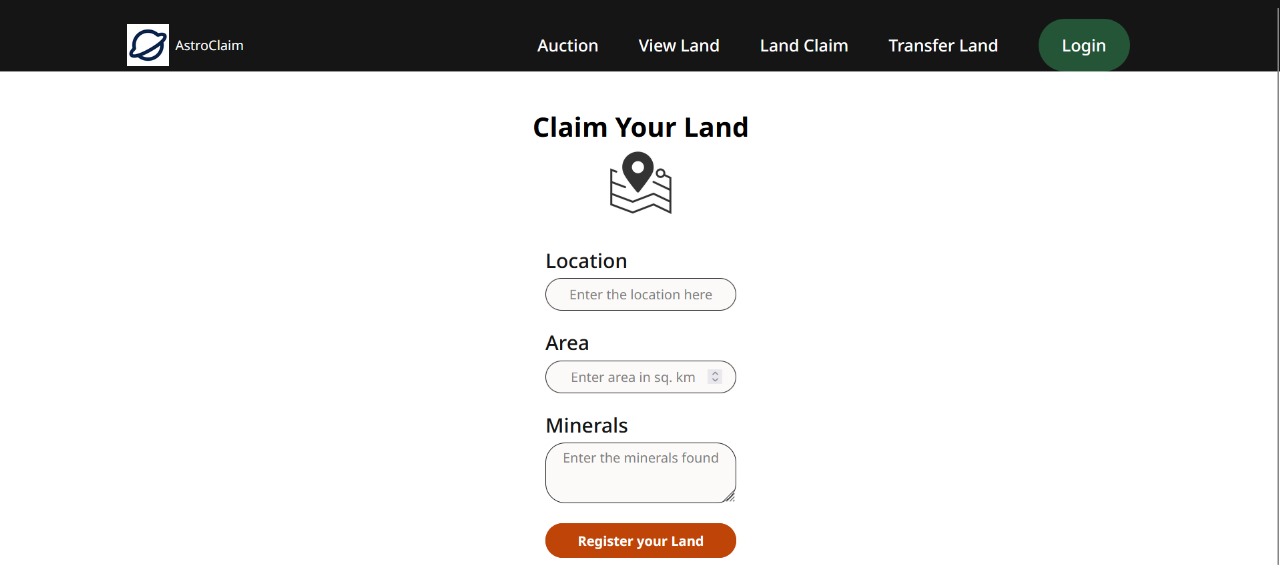 AstroClaim Auction View Land Land Claim Transfer Land Login
Claim Your Land
Location
Enter the location here
Area
Enter area in sq. km
Minerals
Enter the minerals found
Register your Land